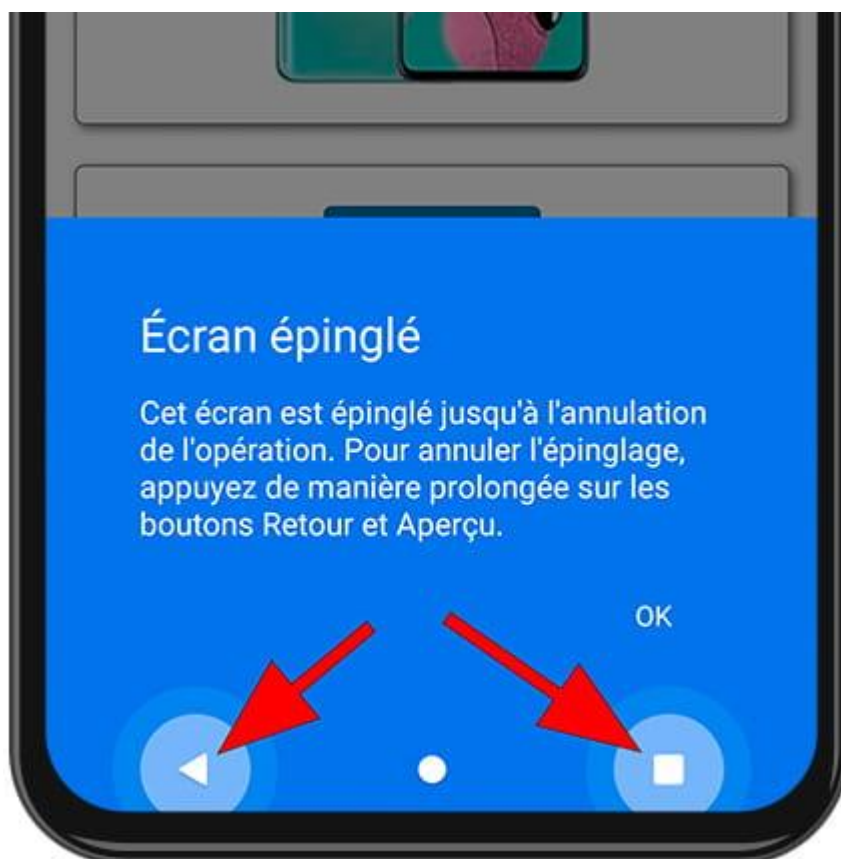 Écran épinglé
Cet écran est épinglé jusqu'à l'annulation
de l'opération. Pour annuler l'épinglage,
appuyez de manière prolongée sur les
boutons Retour et Aperçu.
OK